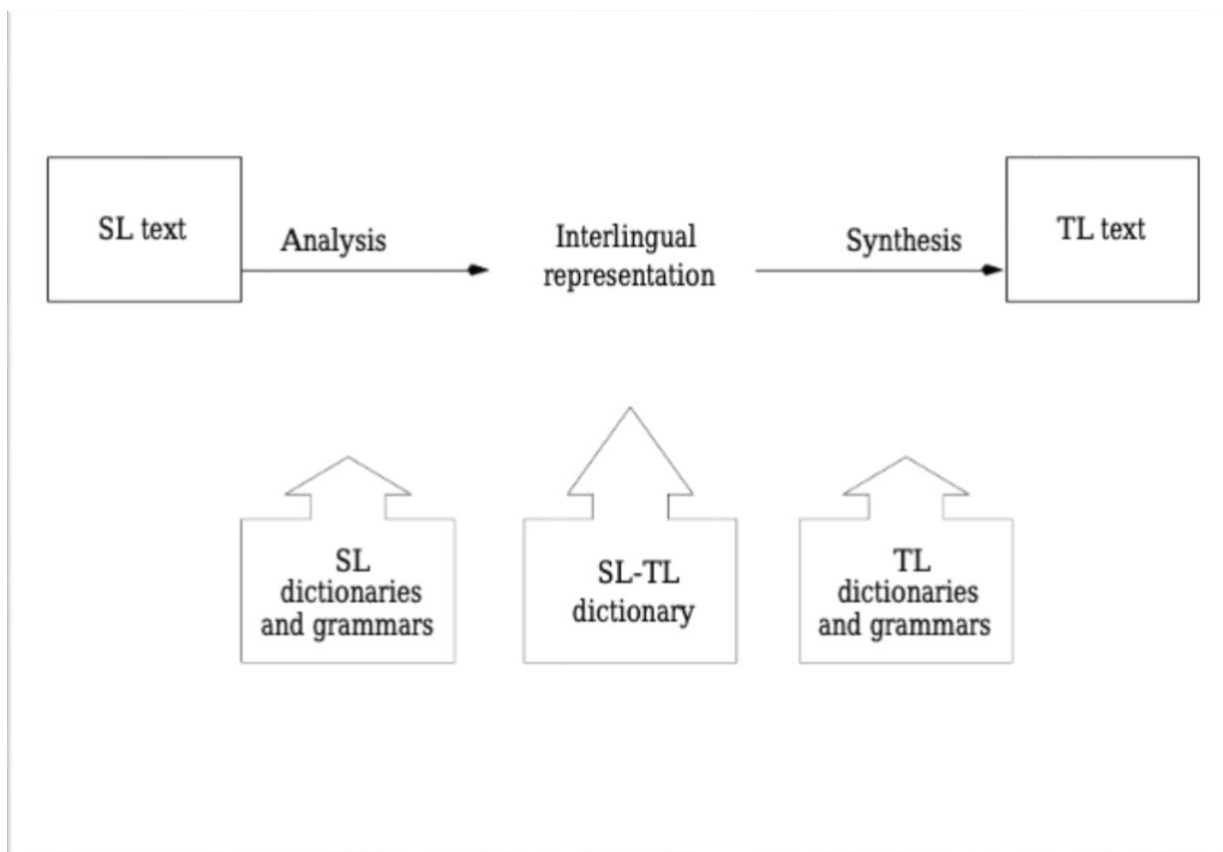 SL text
Analysis
Interlingual
representation
Synthesis
TL text
SL
dictionaries
and grammars
SL-TL
dictionary
TL
dictionaries
and grammars